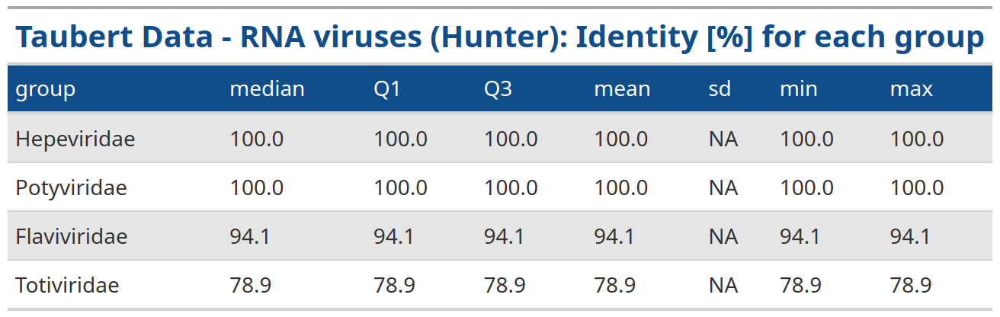 Taubert Data - RNA viruses (Hunter): Identity [%] for each group
group median Q1 Q3 mean sd min max
Hepeviridae 100.0 100.0 100.0 100.0 NA 100.0 100.0
Potyviridae 100.0 100.0 100.0 100.0 NA 100.0 100.0
Flaviviridae 94.1 94.1 94.1 94.1 NA 94.1 94.1
Totiviridae 78.9 78.9 78.9 78.9 NA 78.9 78.9